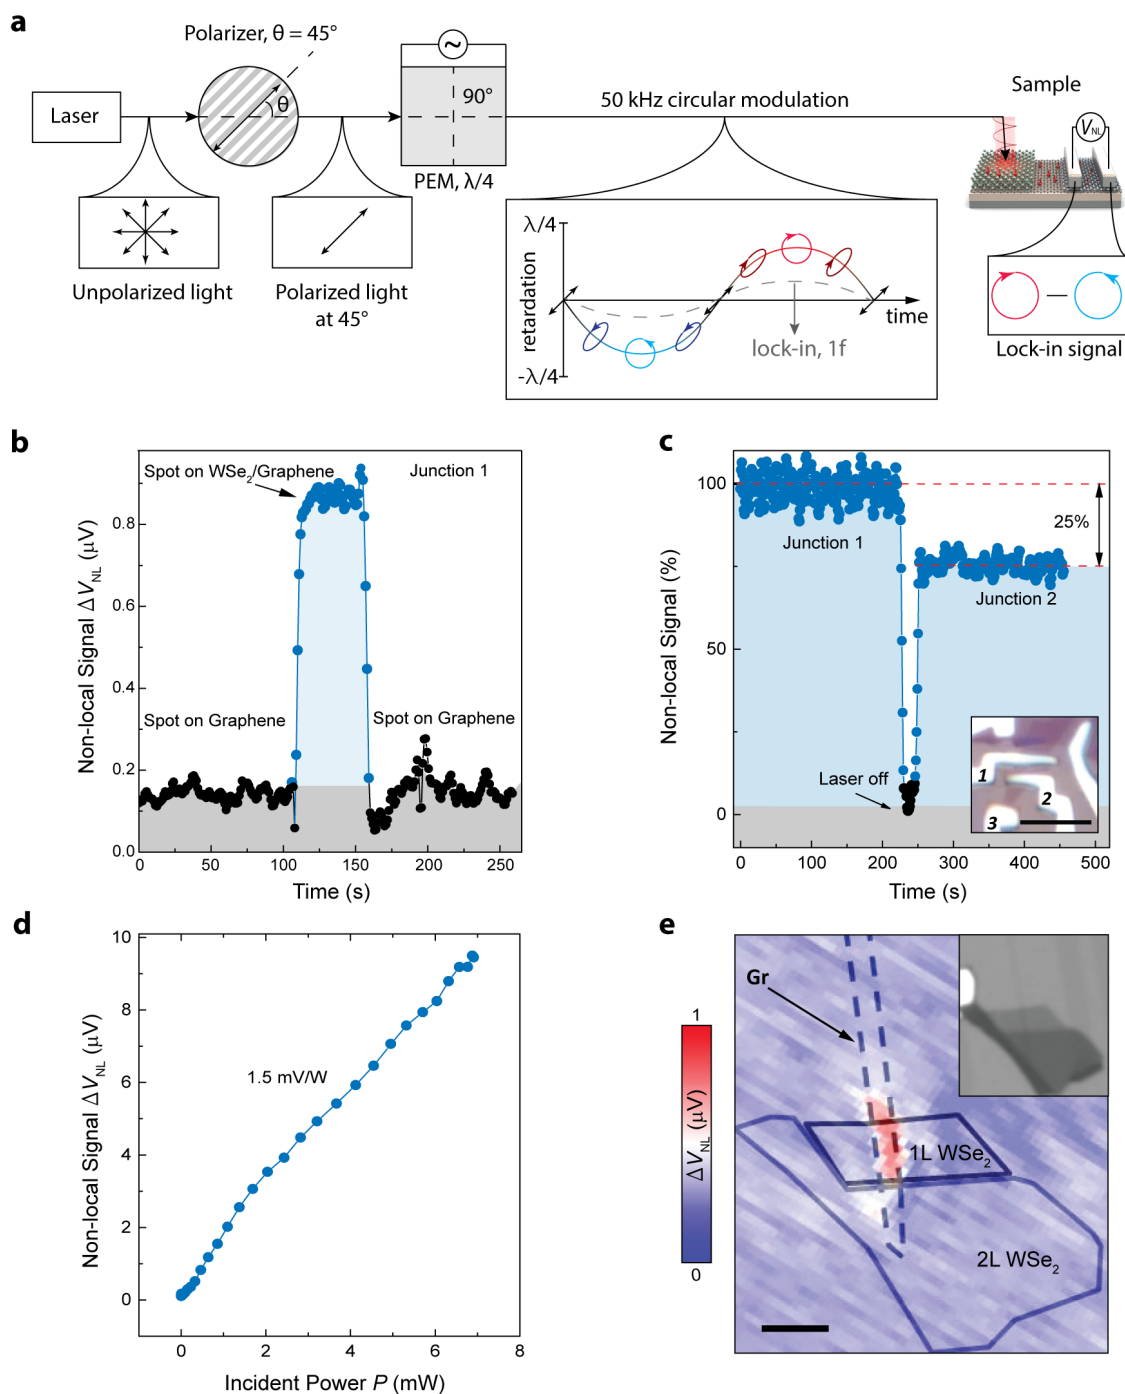 a
Polarizer, θ = 45°
Laser
θ
~
90°
PEM, λ/4
50 kHz circular modulation
Sample
V_NL
Unpolarized light
Polarized light
at 45°
λ/4
retardation
-λ/4
time
lock-in, 1f
Lock-in signal
b
Spot on WSe₂/Graphene
Junction 1
Spot on Graphene
Spot on Graphene
Non-local Signal ΔV_NL (μV)
0.8
0.6
0.4
0.2
0.0
0 50 100 150 200 250
Time (s)
c
100
50
0
25%
Junction 1
Junction 2
Laser off
1
2
3
Non-local Signal (%)
0 100 200 300 400 500
Time (s)
d
10
8
6
4
2
0
1.5 mV/W
Non-local Signal ΔV_NL (μV)
0 2 4 6 8
Incident Power P (mW)
e
Gr
1
ΔV_NL (μV)
0
1L WSe₂
2L WSe₂